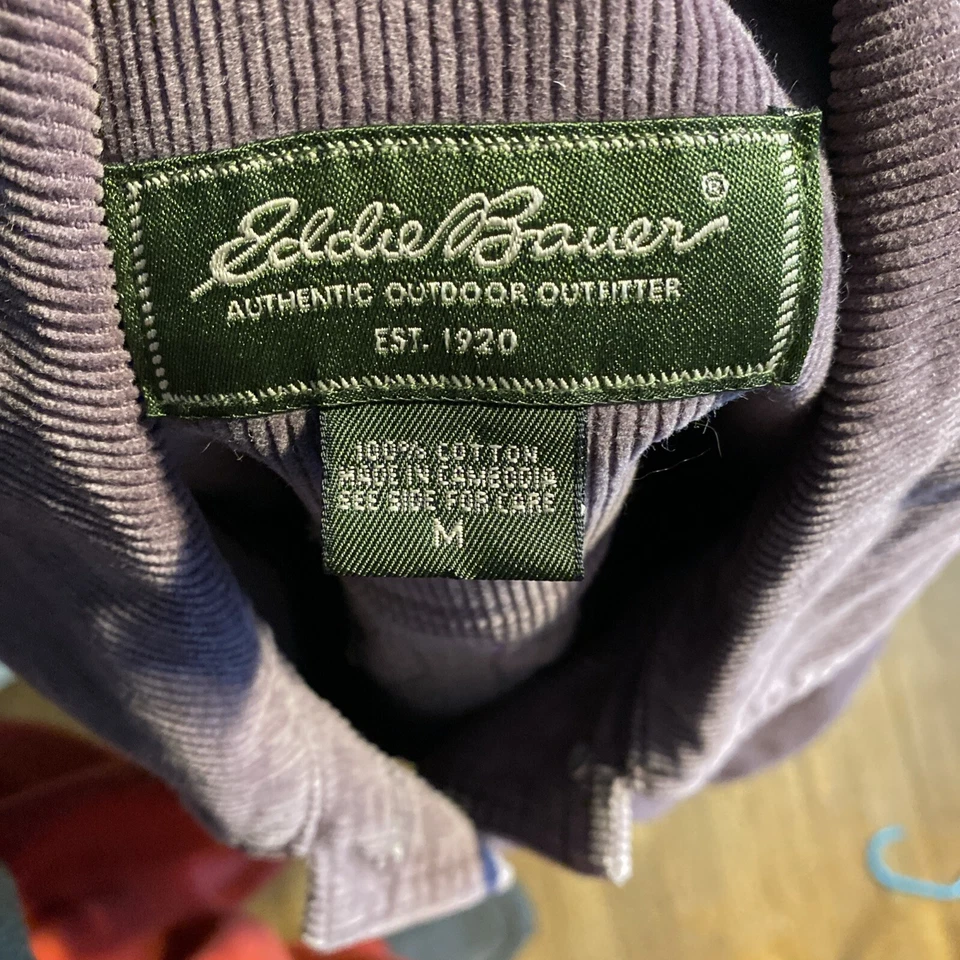 Eddie Bauer ®
AUTHENTIC OUTDOOR OUTFITTER
EST. 1920
100% COTTON
MADE IN CAMBODIA
SEE SIDE FOR CARE
M